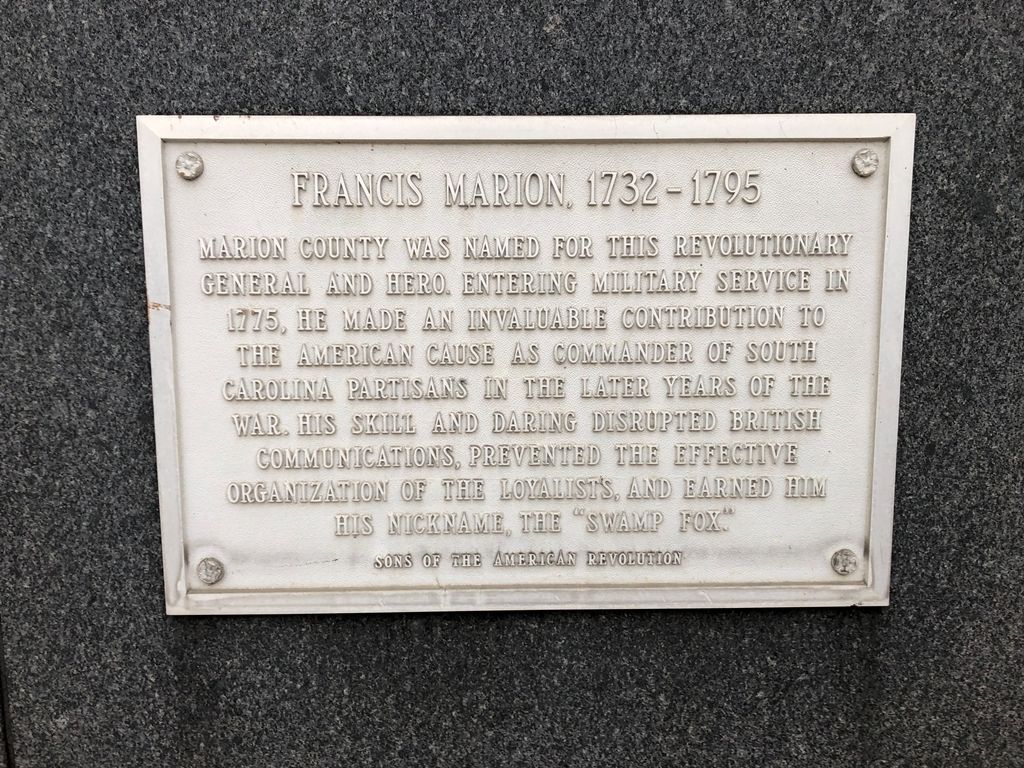 FRANCIS MARION, 1732-1795
MARION COUNTY WAS NAMED FOR THIS REVOLUTIONARY
GENERAL AND HERO. ENTERING MILITARY SERVICE IN
1775, HE MADE AN INVALUABLE CONTRIBUTION TO
THE AMERICAN CAUSE AS COMMANDER OF SOUTH
CAROLINA PARTISANS IN THE LATER YEARS OF THE
WAR. HIS SKILL AND DARING DISRUPTED BRITISH
COMMUNICATIONS, PREVENTED THE EFFECTIVE
ORGANIZATION OF THE LOYALISTS, AND EARNED HIM
HIS NICKNAME, THE "SWAMP FOX."
SONS OF THE AMERICAN REVOLUTION